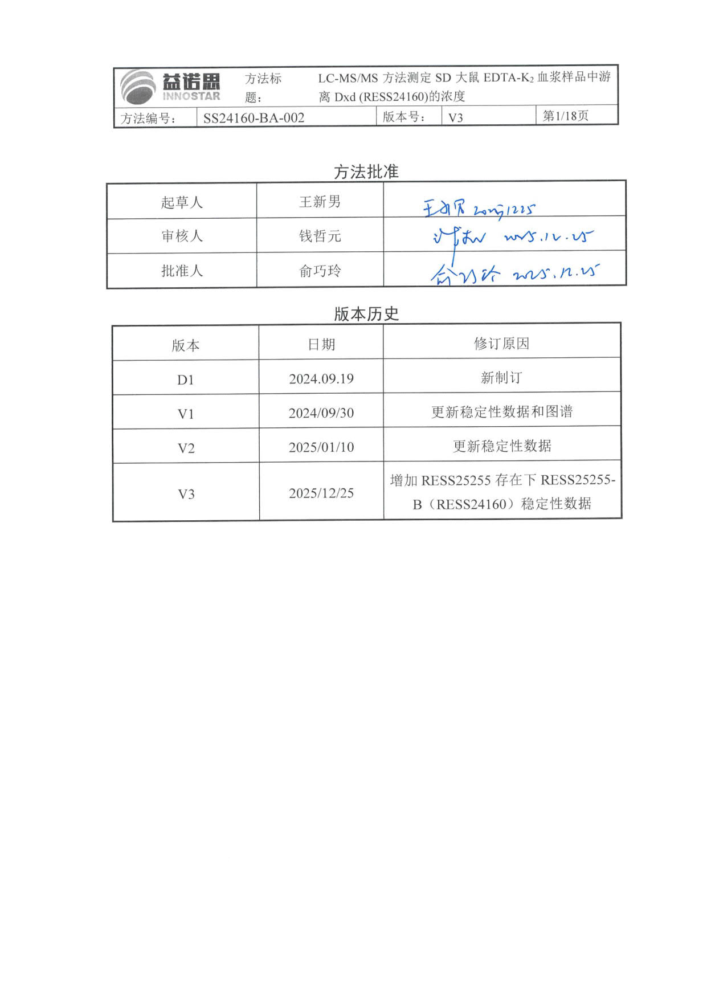 益诺思
INNOSTAR
方法标题：
LC-MS/MS 方法测定 SD 大鼠 EDTA-K₂ 血浆样品中游
离 Dxd (RESS24160)的浓度
方法编号： SS24160-BA-002 版本号： V3 第1/18页
方法批准
起草人 王新男 王新男 20251225
审核人 钱哲元 2025.12.25
批准人 俞巧玲 俞巧玲 2025.12.25
版本历史
版本 日期 修订原因
D1 2024.09.19 新制订
V1 2024/09/30 更新稳定性数据和图谱
V2 2025/01/10 更新稳定性数据
V3 2025/12/25 增加 RESS25255 存在下 RESS25255-
B（RESS24160）稳定性数据